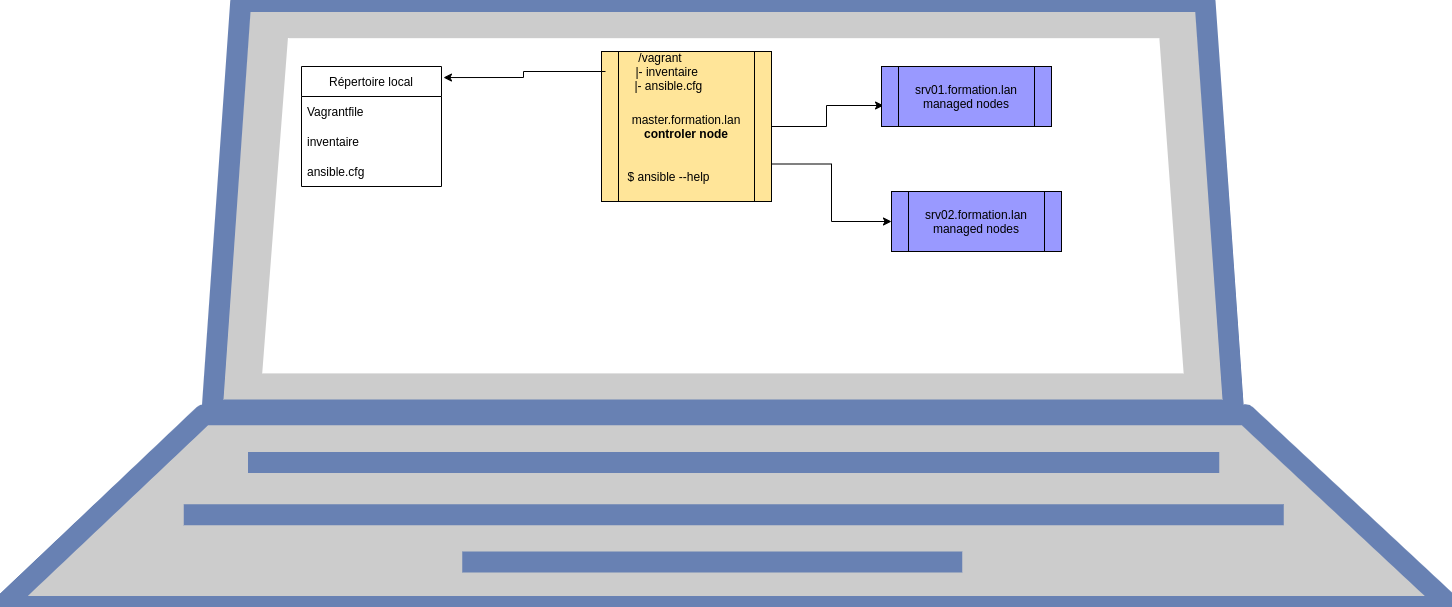 Répertoire local
Vagrantfile
inventaire
ansible.cfg
/vagrant
|- inventaire
|- ansible.cfg
master.formation.lan
controler node
$ ansible --help
srv01.formation.lan
managed nodes
srv02.formation.lan
managed nodes